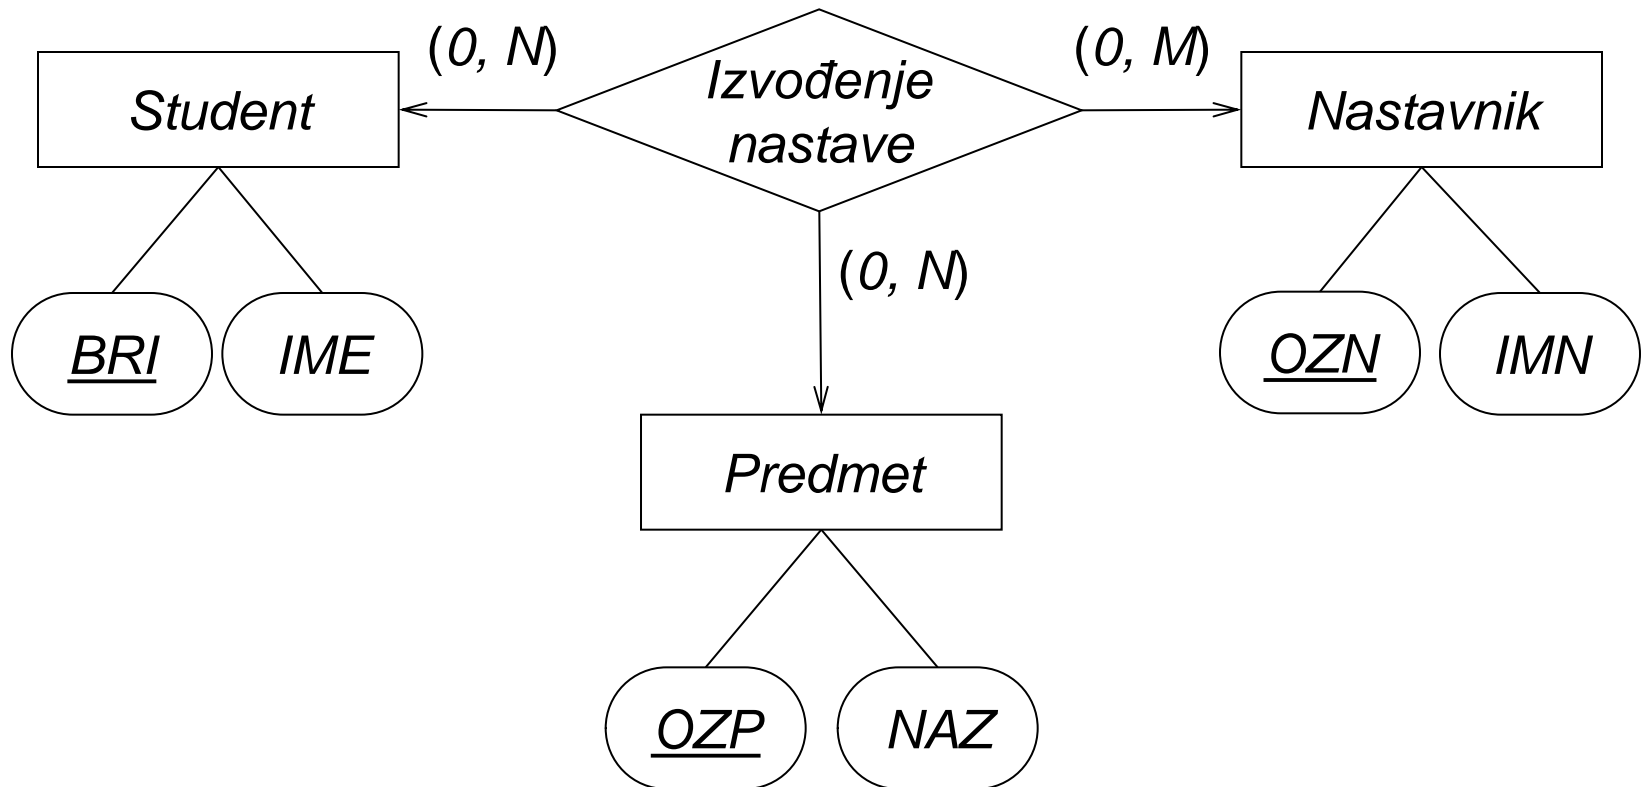 Student
(0, N)
Izvođenje
nastave
(0, M)
Nastavnik
(0, N)
BRI
IME
OZN
IMN
Predmet
OZP
NAZ